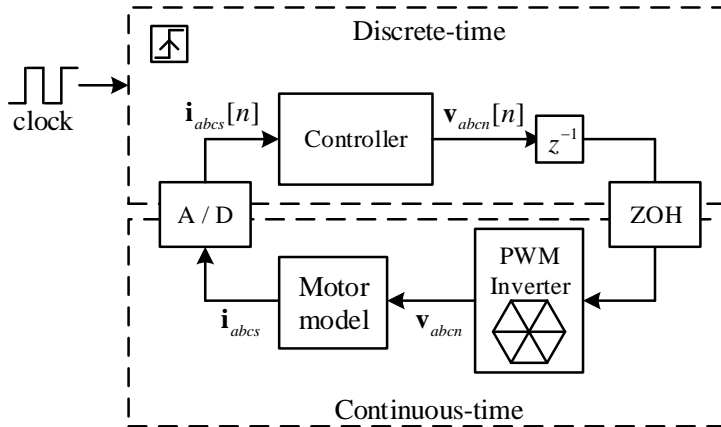 Discrete-time
clock
i_abcs[n]
Controller
v_abcn[n]
z^-1
A / D
ZOH
PWM
Inverter
Motor
model
i_abcs
v_abcn
Continuous-time